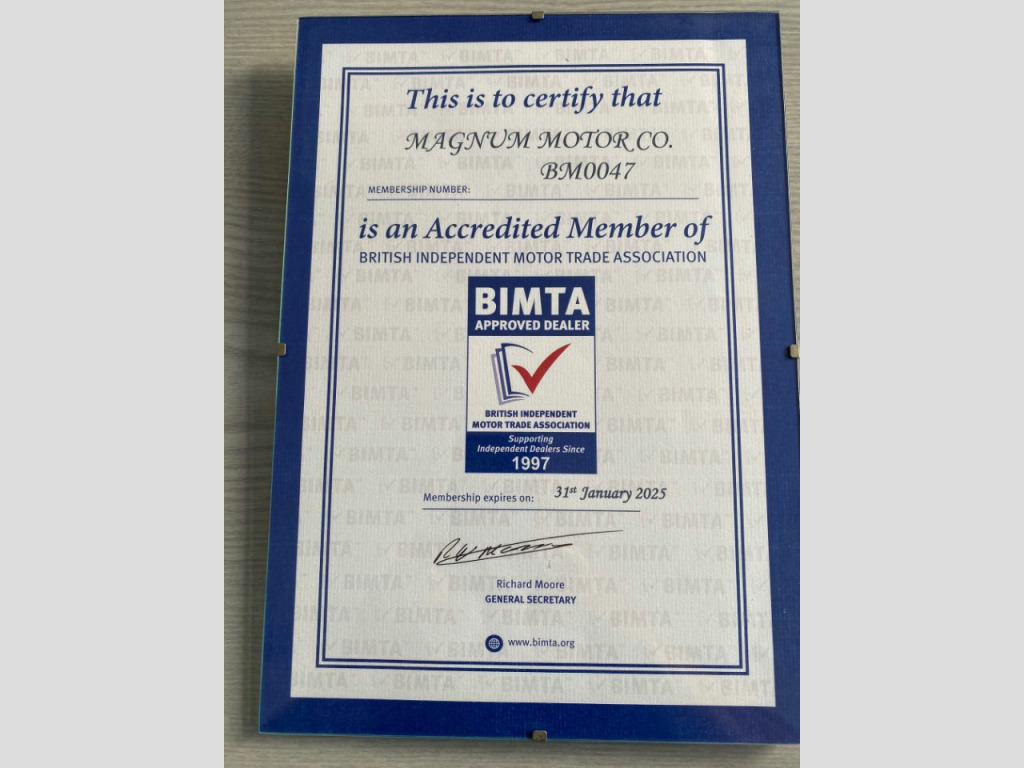 This is to certify that
MAGNUM MOTOR CO.
BM0047
MEMBERSHIP NUMBER:
is an Accredited Member of
BRITISH INDEPENDENT MOTOR TRADE ASSOCIATION
BIMTA
APPROVED DEALER
BRITISH INDEPENDENT
MOTOR TRADE ASSOCIATION
Supporting
Independent Dealers Since
1997
Membership expires on: 31st January 2025
Richard Moore
GENERAL SECRETARY
www.bimta.org